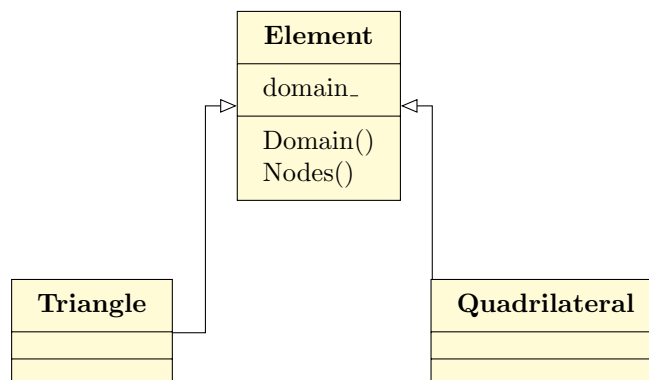 Element
domain_
Domain()
Nodes()
Triangle
Quadrilateral